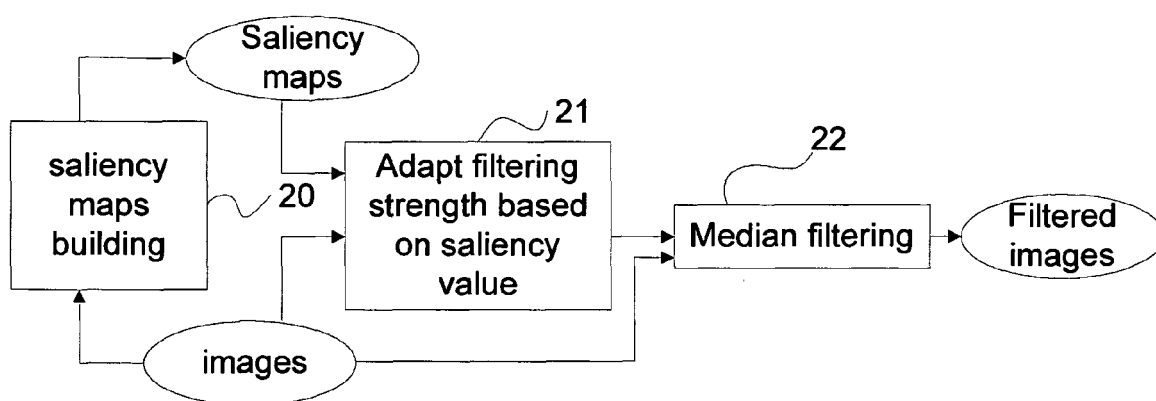 Saliency
maps
saliency
maps
building
20
21
Adapt filtering
strength based
on saliency
value
22
Median filtering
Filtered
images
images